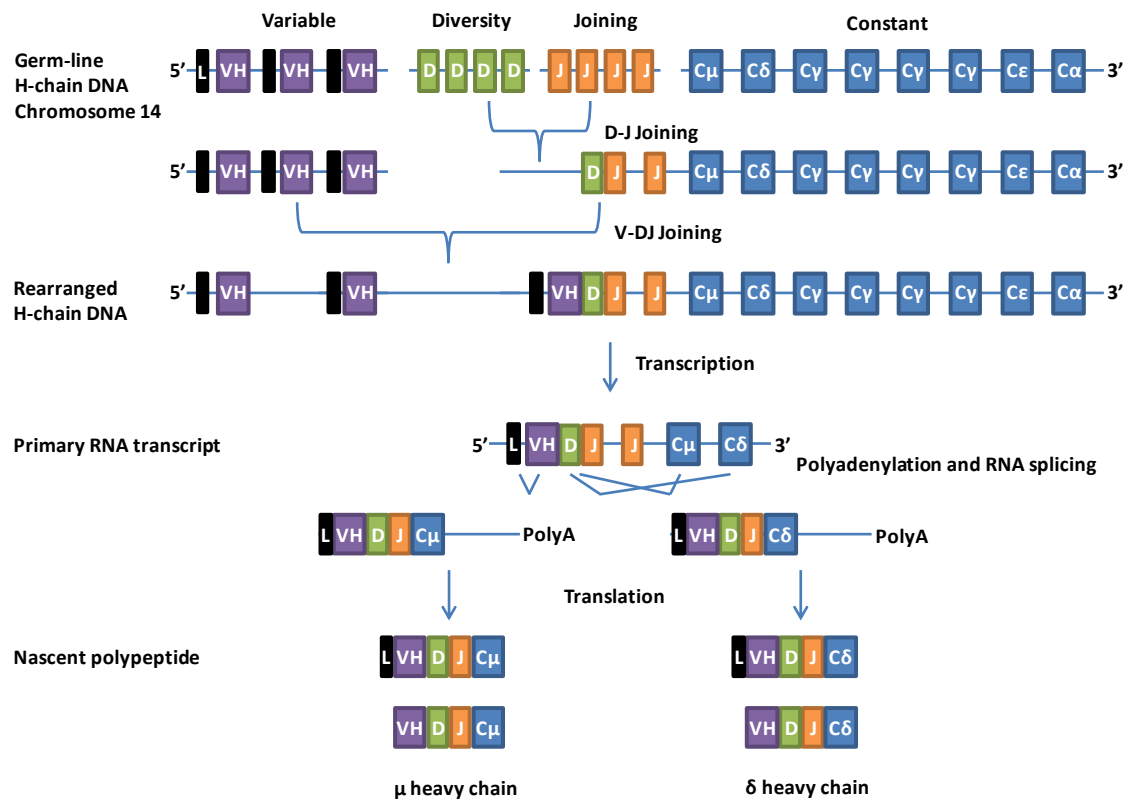 Variable Diversity Joining Constant
Germ-line
H-chain DNA
Chromosome 14
5’ L VH VH VH D D D D J J J J Cμ Cδ Cγ Cγ Cγ Cγ Cε Cα 3’
D-J Joining
VH VH VH D J J Cμ Cδ Cγ Cγ Cγ Cγ Cε Cα 3’
V-DJ Joining
Rearranged
H-chain DNA
5’ VH VH VH D J J Cμ Cδ Cγ Cγ Cγ Cγ Cε Cα 3’
Transcription
Primary RNA transcript
5’ L VH D J J Cμ Cδ 3’
Polyadenylation and RNA splicing
L VH D J Cμ PolyA L VH D J Cδ PolyA
Translation
Nascent polypeptide
L VH D J Cμ L VH D J Cδ
VH D J Cμ VH D J Cδ
μ heavy chain δ heavy chain